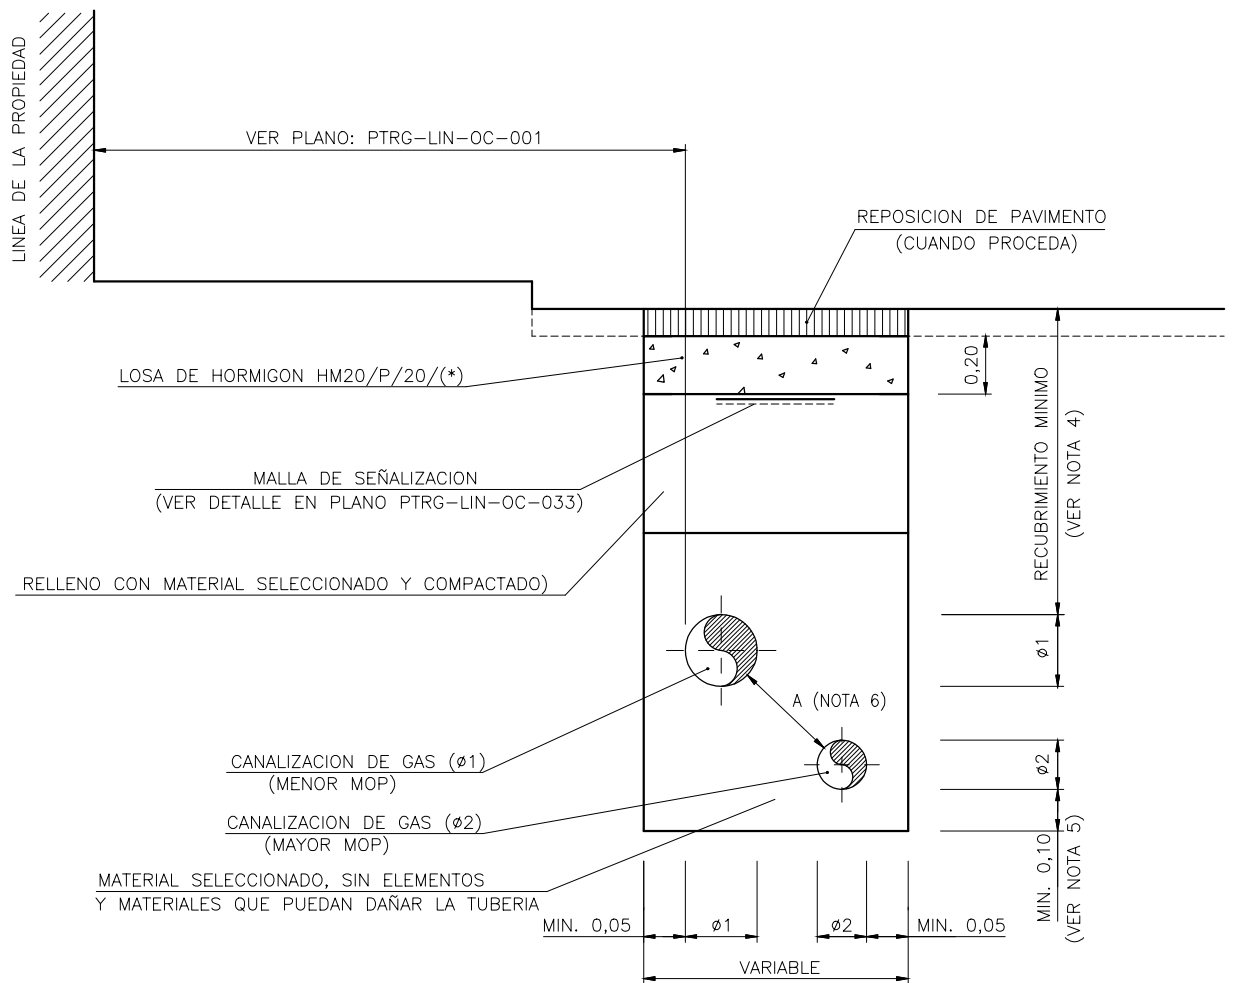 LINEA DE LA PROPIEDAD
VER PLANO: PTRG-LIN-OC-001
REPOSICION DE PAVIMENTO
(CUANDO PROCEDA)
LOSA DE HORMIGON HM20/P/20/(*)
0,20
RECUBRIMIENTO MINIMO
(VER NOTA 4)
MALLA DE SEÑALIZACION
(VER DETALLE EN PLANO PTRG-LIN-OC-033)
RELLENO CON MATERIAL SELECCIONADO Y COMPACTADO)
ø1
A (NOTA 6)
CANALIZACION DE GAS (ø1)
(MENOR MOP)
ø2
CANALIZACION DE GAS (ø2)
(MAYOR MOP)
MIN. 0,10
(VER NOTA 5)
MATERIAL SELECCIONADO, SIN ELEMENTOS
Y MATERIALES QUE PUEDAN DAÑAR LA TUBERIA
MIN. 0,05
ø1
ø2
MIN. 0,05
VARIABLE